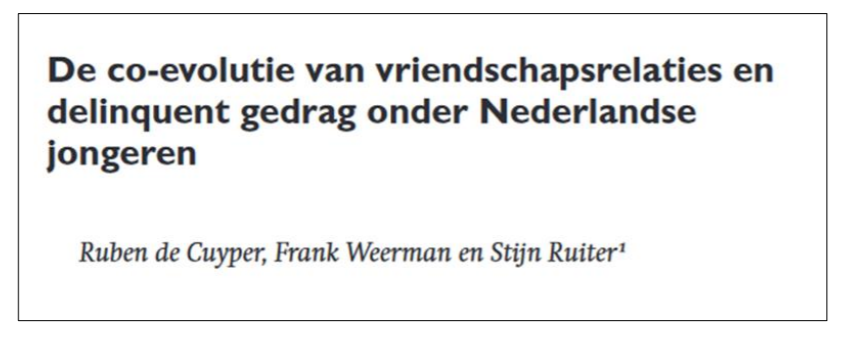 De co-evolutie van vriendschapsrelaties en
delinquent gedrag onder Nederlandse
jongeren
Ruben de Cuyper, Frank Weerman en Stijn Ruiter¹